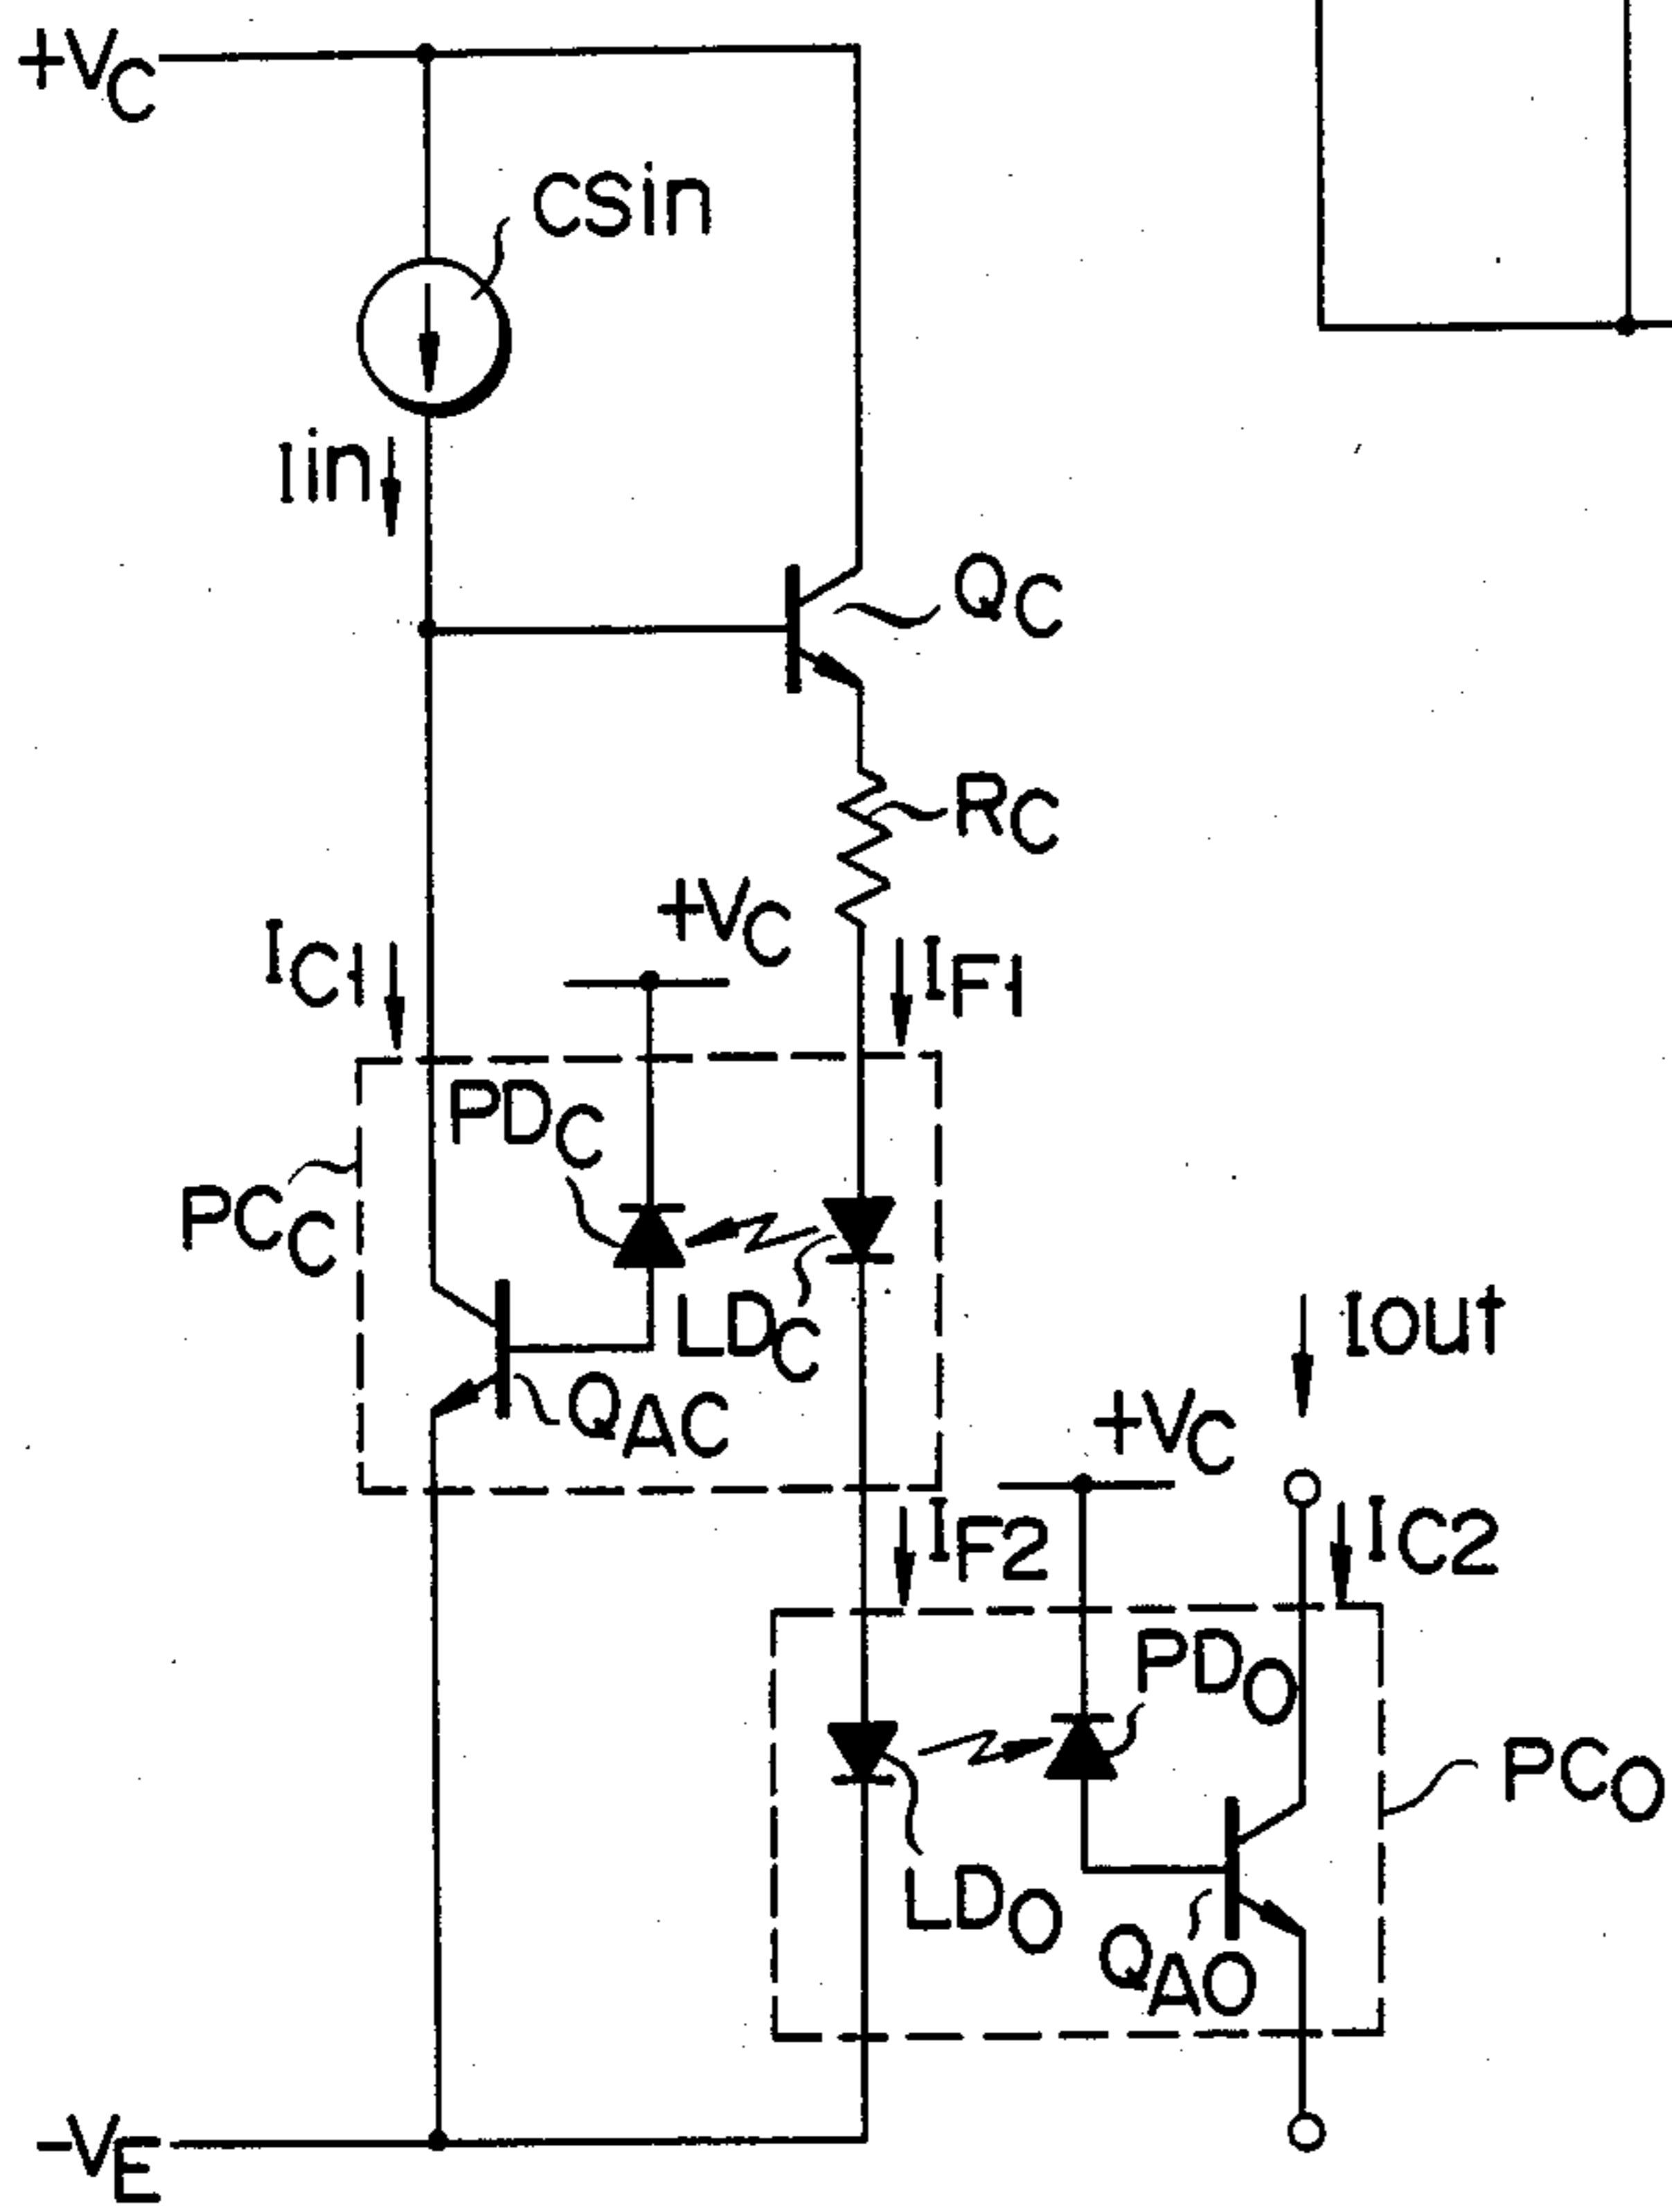 +VC
CSin
Iin
QC
RC
+VC
IC1
IF1
PDC
PCC
LDC
QAC
Iout
+VC
IF2
IC2
PDO
PCO
LDO
QAO
-VE